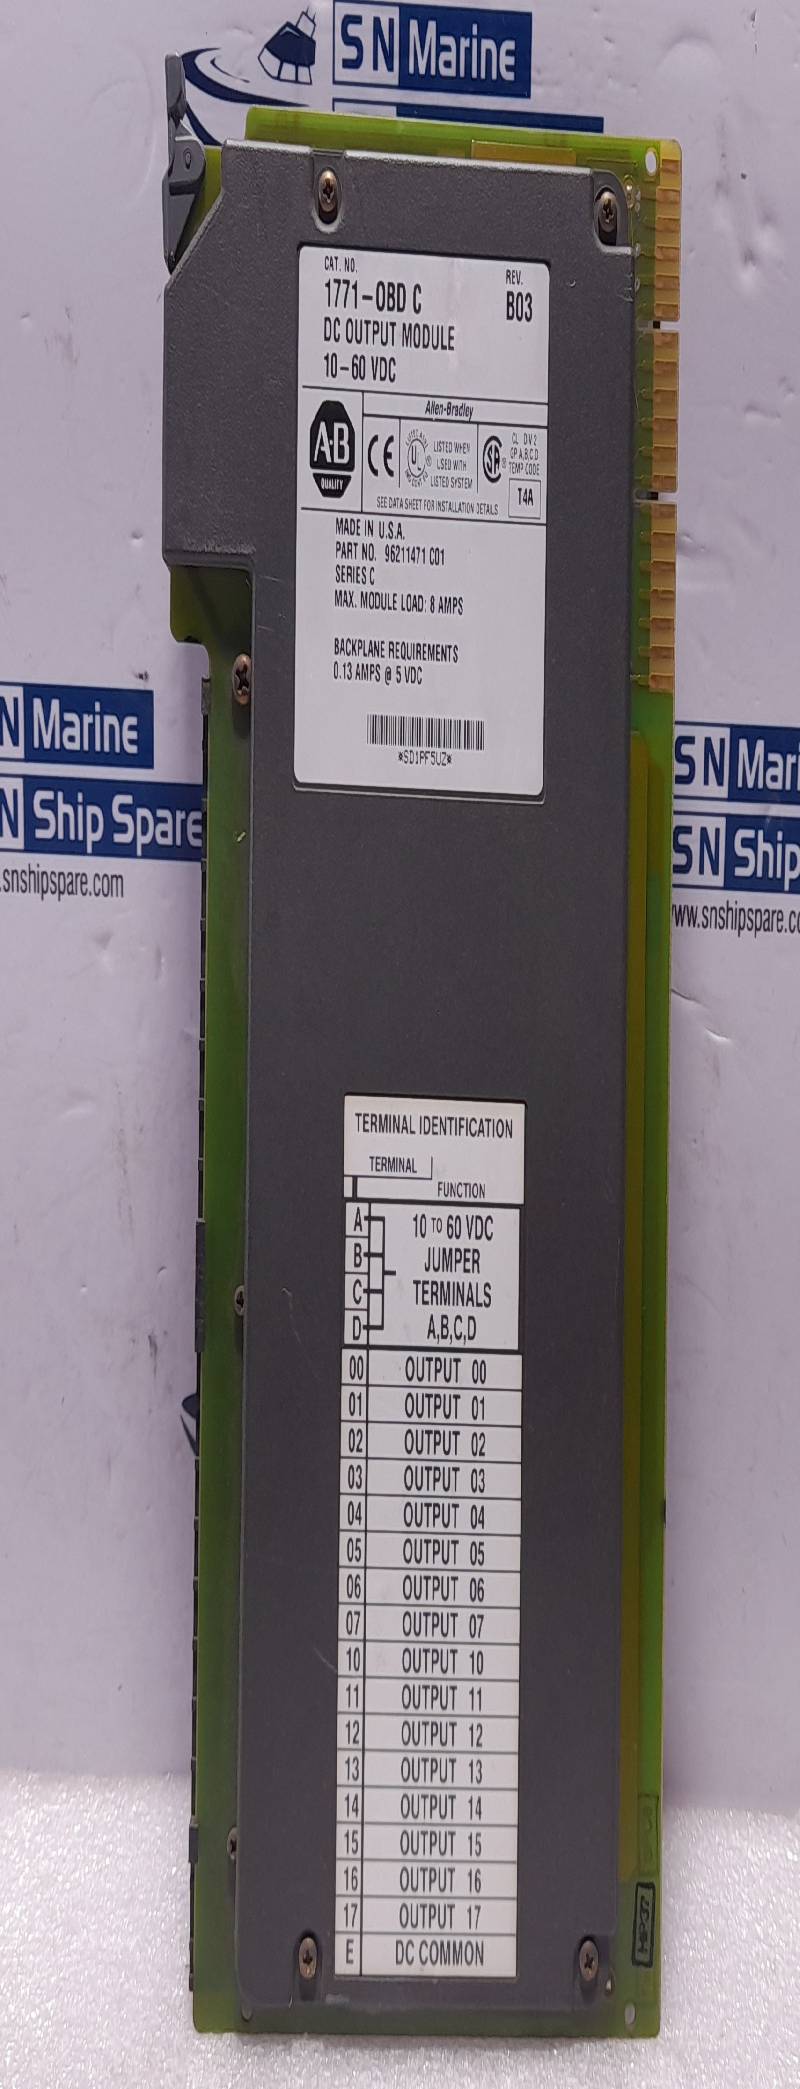 SN Marine
CAT. NO.
REV.
1771-OBD C
B03
DC OUTPUT MODULE
10-60 VDC
Allen-Bradley
A-B
QUALITY
CE
UL
LISTED WHEN
USED WITH
LISTED SYSTEM
SA
CL DIV 2
GP A,B,C,D
TEMP CODE
T4A
SEE DATA SHEET FOR INSTALLATION DETAILS
MADE IN U.S.A.
PART NO. 96211471 C01
SERIES C
MAX. MODULE LOAD: 8 AMPS
BACKPLANE REQUIREMENTS
0.13 AMPS @ 5 VDC
*SD1PF5UZ*
N Marine
N Ship Spare
.snshipspare.com
SN Mari
SN Ship
www.snshipspare.co
TERMINAL IDENTIFICATION
TERMINAL
FUNCTION
A
B
C
D
10 TO 60 VDC
JUMPER
TERMINALS
A,B,C,D
00 OUTPUT 00
01 OUTPUT 01
02 OUTPUT 02
03 OUTPUT 03
04 OUTPUT 04
05 OUTPUT 05
06 OUTPUT 06
07 OUTPUT 07
10 OUTPUT 10
11 OUTPUT 11
12 OUTPUT 12
13 OUTPUT 13
14 OUTPUT 14
15 OUTPUT 15
16 OUTPUT 16
17 OUTPUT 17
E DC COMMON